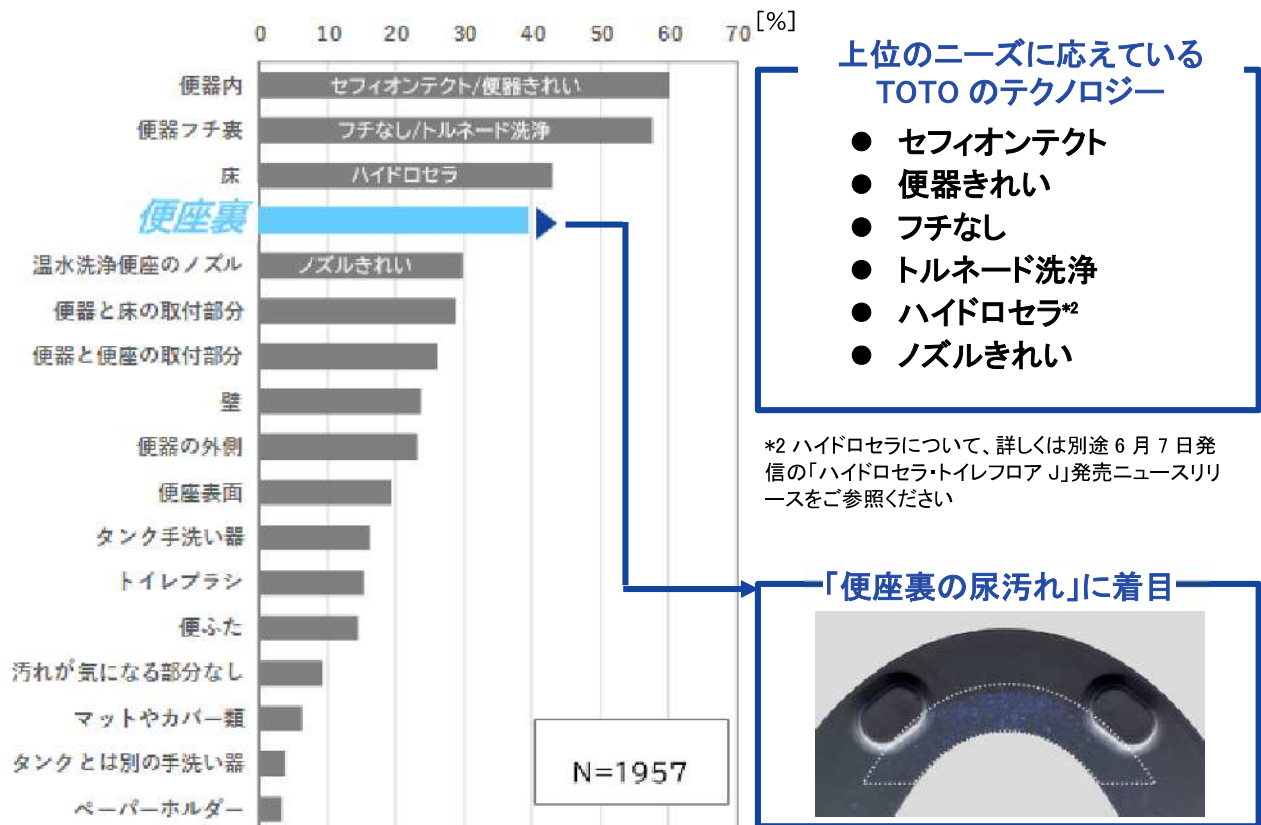 0 10 20 30 40 50 60 70 [%]
便器内
セフィオンテクト/便器きれい
便器フチ裏
フチなし/トルネード洗浄
床
ハイドロセラ
便座裏
温水洗浄便座のノズル
ノズルきれい
便器と床の取付部分
便器と便座の取付部分
壁
便器の外側
便座表面
タンク手洗い器
トイレブラシ
便ふた
汚れが気になる部分なし
マットやカバー類
タンクとは別の手洗い器
ペーパーホルダー
N=1957
上位のニーズに応えている
TOTO のテクノロジー
● セフィオンテクト
● 便器きれい
● フチなし
● トルネード洗浄
● ハイドロセラ*2
● ノズルきれい
*2 ハイドロセラについて、詳しくは別途 6 月 7 日発
信の「ハイドロセラ・トイレフロア J」発売ニュースリリ
ースをご参照ください
「便座裏の尿汚れ」に着目